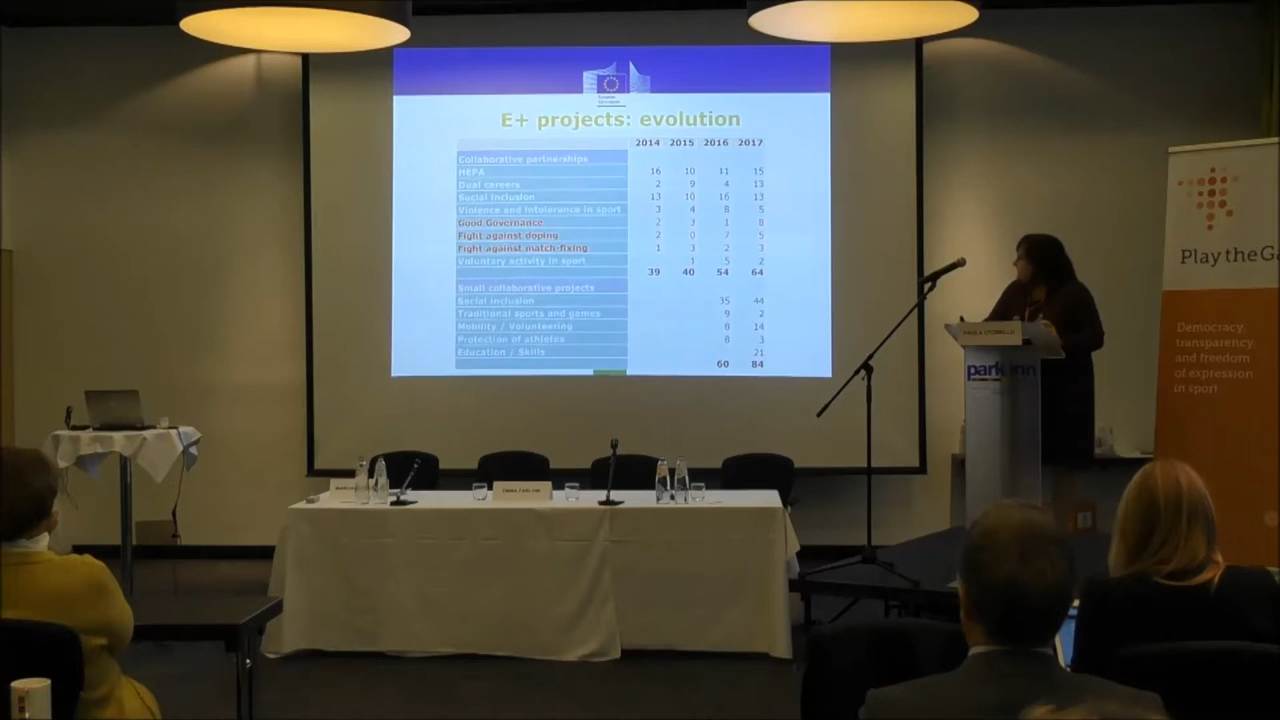 European
Commission
E+ projects: evolution
2014 2015 2016 2017
Collaborative partnerships
HEPA 16 10 11 15
Dual careers 2 9 4 13
Social inclusion 13 10 16 13
Violence and intolerance in sport 3 4 8 5
Good Governance 2 3 1 8
Fight against doping 2 0 7 5
Fight against match-fixing 1 3 2 3
Voluntary activity in sport 1 5 2
39 40 54 64
Small collaborative projects
Social inclusion 35 44
Traditional sports and games 9 2
Mobility / Volunteering 8 14
Protection of athletes 8 3
Education / Skills 21
60 84
PAOLA OTTONELLO
park inn
Play the Ga
Democracy,
transparency,
and freedom
of expression
in sport